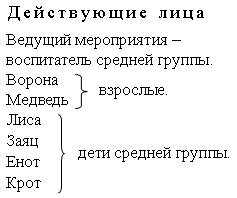 Действующие лица
Ведущий мероприятия –
воспитатель средней группы.
Ворона
Медведь
взрослые.
Лиса
Заяц
Енот
Крот
дети средней группы.